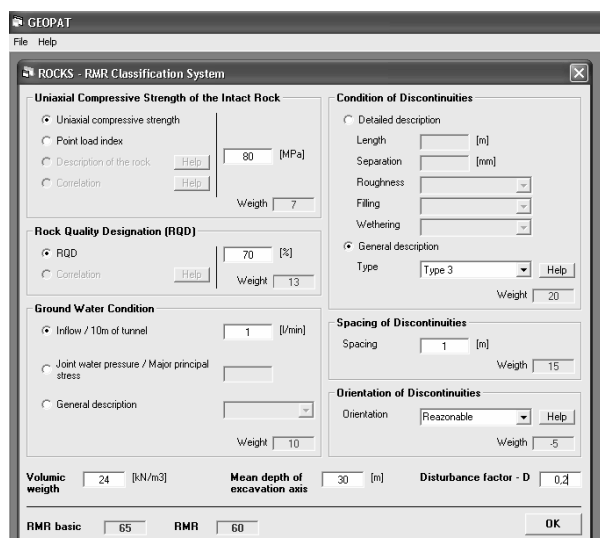 GEOPAT
File Help
ROCKS - RMR Classification System
Uniaxial Compressive Strength of the Intact Rock
Uniaxial compressive strength
Point load index
Description of the rock Help
Correlation Help
80 [MPa]
Weigth 7
Rock Quality Designation (RQD)
RQD 70 [%]
Correlation Help
Weight 13
Ground Water Condition
Inflow / 10m of tunnel 1 [l/min]
Joint water pressure / Major principal
stress
General description
Weight 10
Condition of Discontinuities
Detailed description
Length [m]
Separation [mm]
Roughness
Filling
Wethering
General description
Type Type 3 Help
Weight 20
Spacing of Discontinuities
Spacing 1 [m]
Weigth 15
Orientation of Discontinuities
Orientation Reazonable Help
Weigth -5
Volumic
weigth 24 [kN/m3]
Mean depth of
excavation axis 30 [m]
Disturbance factor - D 0,2
RMR basic 65 RMR 60 OK